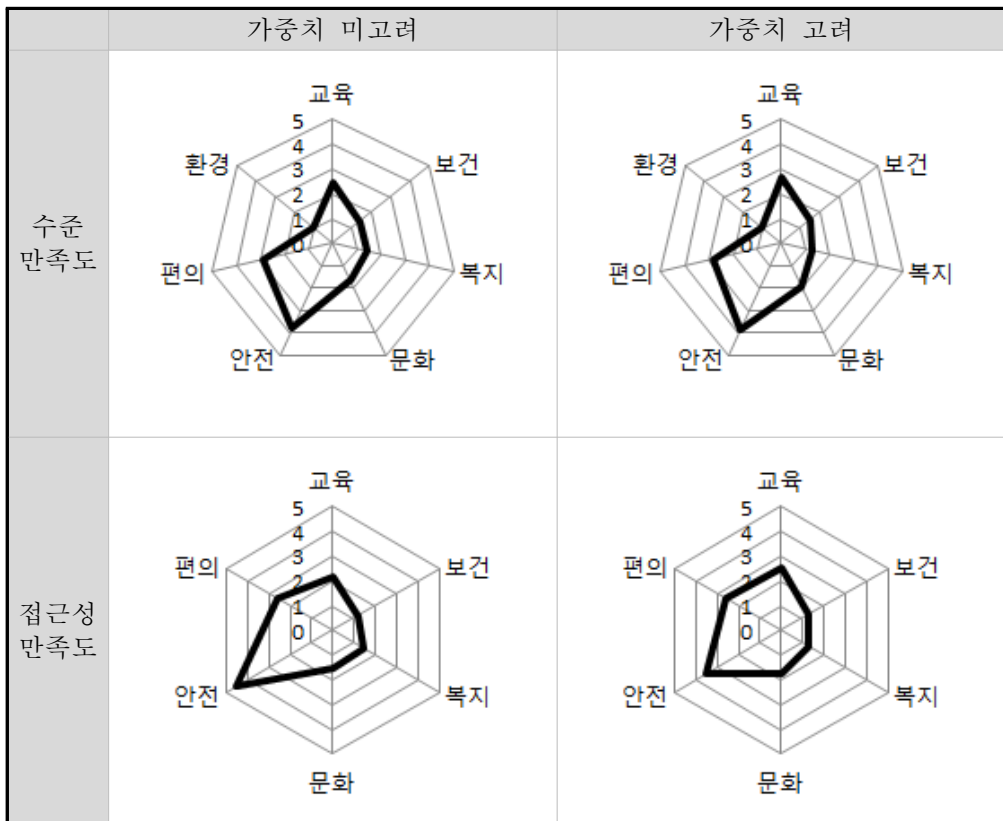 가중치 미고려
가중치 고려
수준
만족도
교육
보건
복지
문화
안전
편의
환경
5
4
3
2
1
0
교육
보건
복지
문화
안전
편의
환경
5
4
3
2
1
0
접근성
만족도
교육
보건
복지
문화
안전
편의
5
4
3
2
1
0
교육
보건
복지
문화
안전
편의
5
4
3
2
1
0